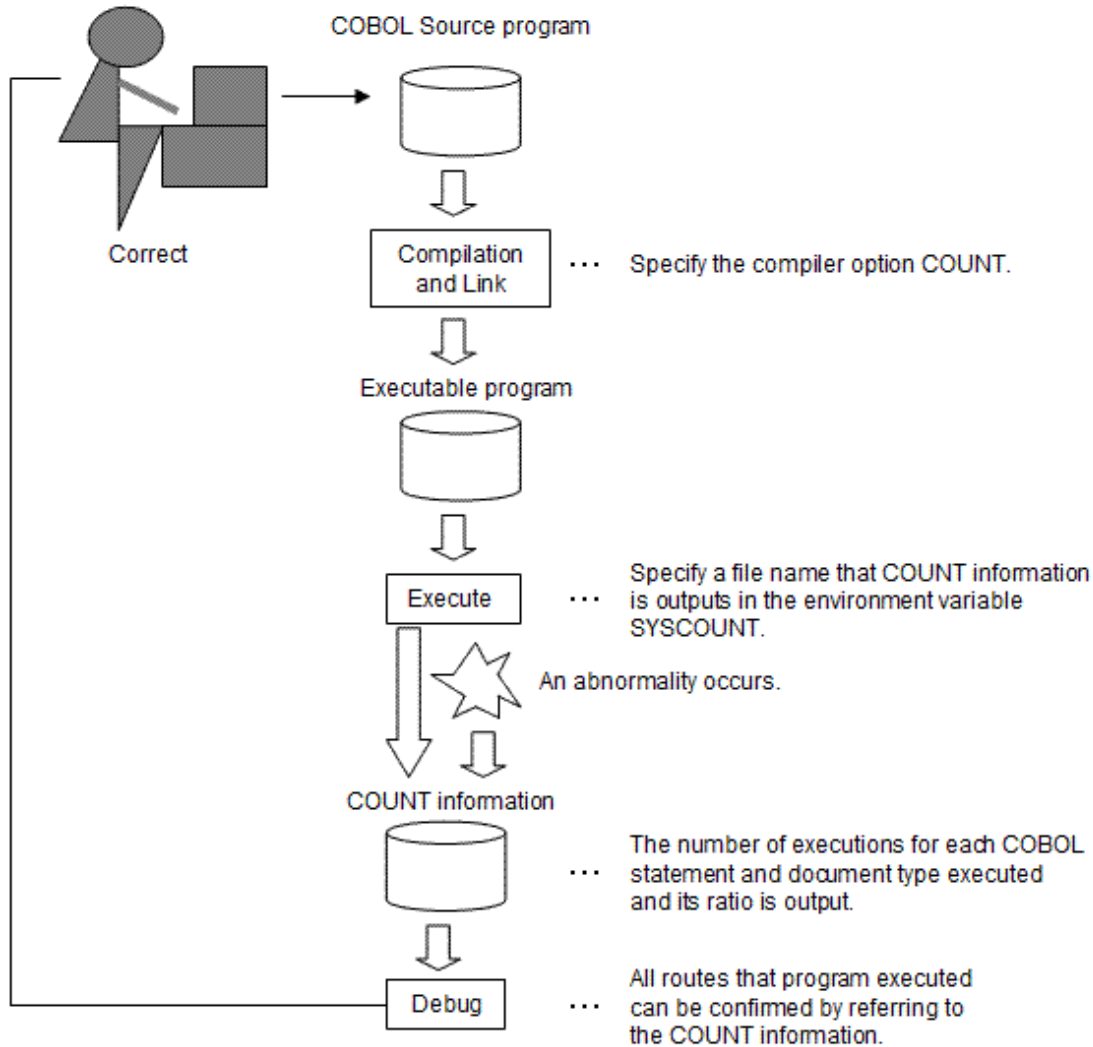 COBOL Source program
Correct
Compilation
and Link
... Specify the compiler option COUNT.
Executable program
Execute
... Specify a file name that COUNT information
is outputs in the environment variable
SYSCOUNT.
An abnormality occurs.
COUNT information
... The number of executions for each COBOL
statement and document type executed
and its ratio is output.
Debug
... All routes that program executed
can be confirmed by referring to
the COUNT information.